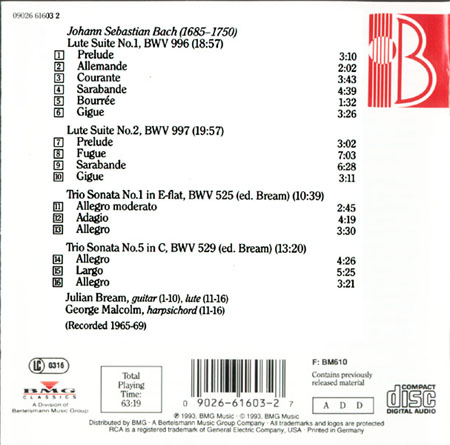 09026 61603 2
Johann Sebastian Bach (1685-1750)
Lute Suite No.1, BWV 996 (18:57)
1 Prelude 3:10
2 Allemande 2:02
3 Courante 3:43
4 Sarabande 4:39
5 Bourrée 1:32
6 Gigue 3:26
Lute Suite No.2, BWV 997 (19:57)
7 Prelude 3:02
8 Fugue 7:03
9 Sarabande 6:28
10 Gigue 3:11
Trio Sonata No.1 in E-flat, BWV 525 (ed. Bream) (10:39)
11 Allegro moderato 2:45
12 Adagio 4:19
13 Allegro 3:30
Trio Sonata No.5 in C, BWV 529 (ed. Bream) (13:20)
14 Allegro 4:26
15 Largo 5:25
16 Allegro 3:21
Julian Bream, guitar (1-10), lute (11-16)
George Malcolm, harpsichord (11-16)
(Recorded 1965-69)
B
LC 0316
BMG
CLASSICS
A Division of
Bertelsmann Music Group
Total
Playing
Time:
63:19
0 09026-61603-2 7
F: BM610
Contains previously
released material
A D D
COMPACT
disc
DIGITAL AUDIO
℗ 1993, BMG Music · © 1993, BMG Music
Distributed by BMG · A Bertelsmann Music Group Company · All trademarks and logos are protected
RCA is a registered trademark of General Electric Company, USA · Printed in USA